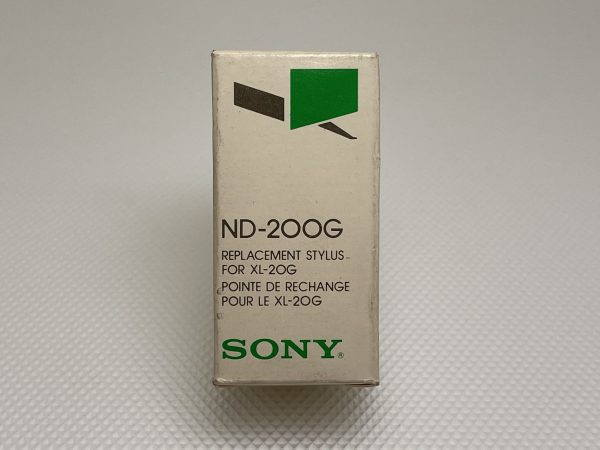 ND-200G
REPLACEMENT STYLUS
FOR XL-20G
POINTE DE RECHANGE
POUR LE XL-20G
SONY®